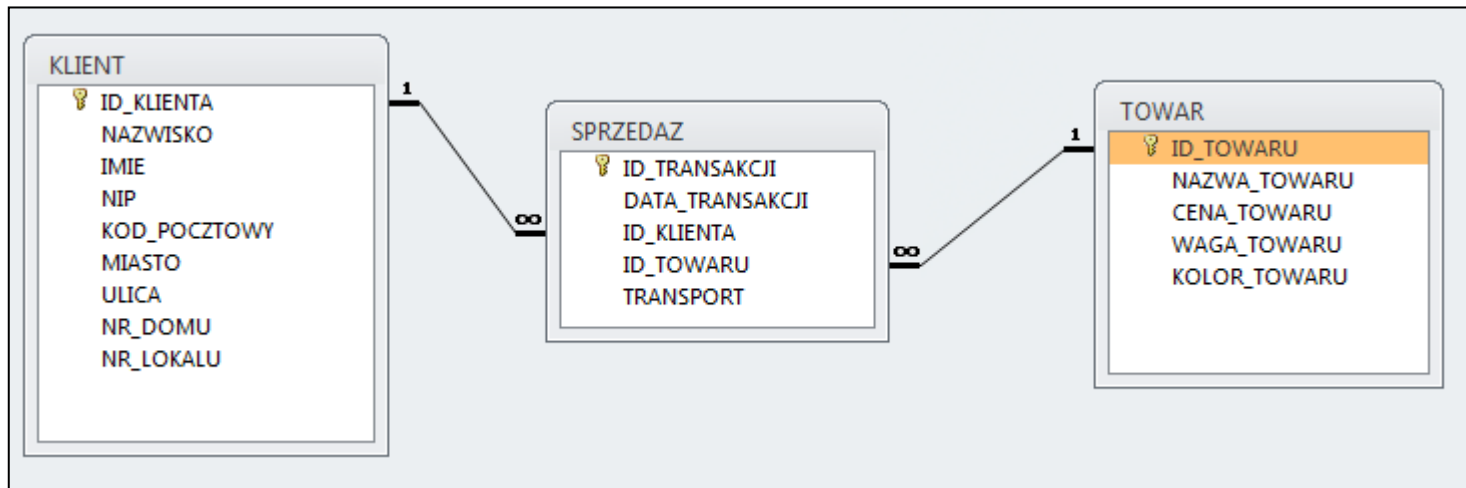 KLIENT
ID_KLIENTA
NAZWISKO
IMIE
NIP
KOD_POCZTOWY
MIASTO
ULICA
NR_DOMU
NR_LOKALU
1
∞
SPRZEDAZ
ID_TRANSAKCJI
DATA_TRANSAKCJI
ID_KLIENTA
ID_TOWARU
TRANSPORT
∞
1
TOWAR
ID_TOWARU
NAZWA_TOWARU
CENA_TOWARU
WAGA_TOWARU
KOLOR_TOWARU